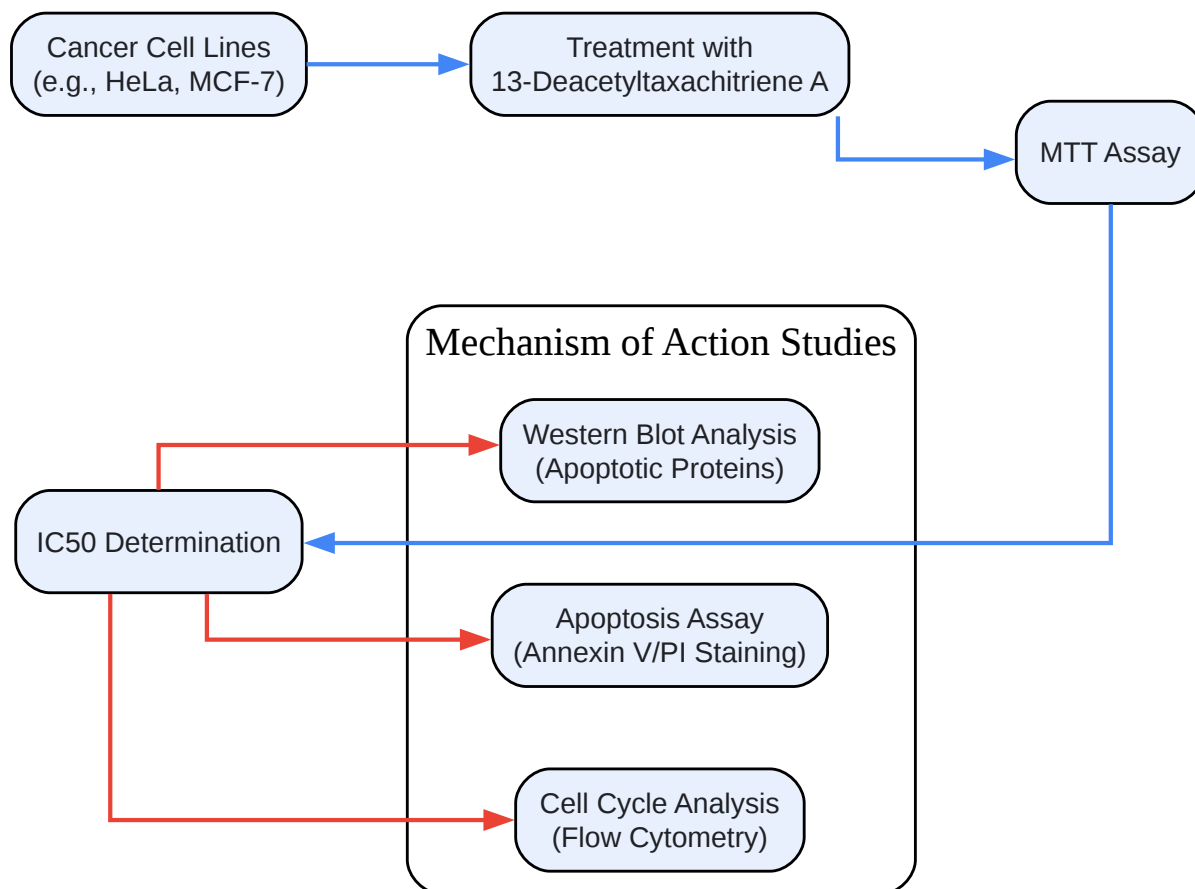 Cancer Cell Lines
(e.g., HeLa, MCF-7)
Treatment with
13-Deacetyltaxachitriene A
MTT Assay
Mechanism of Action Studies
Western Blot Analysis
(Apoptotic Proteins)
IC50 Determination
Apoptosis Assay
(Annexin V/PI Staining)
Cell Cycle Analysis
(Flow Cytometry)